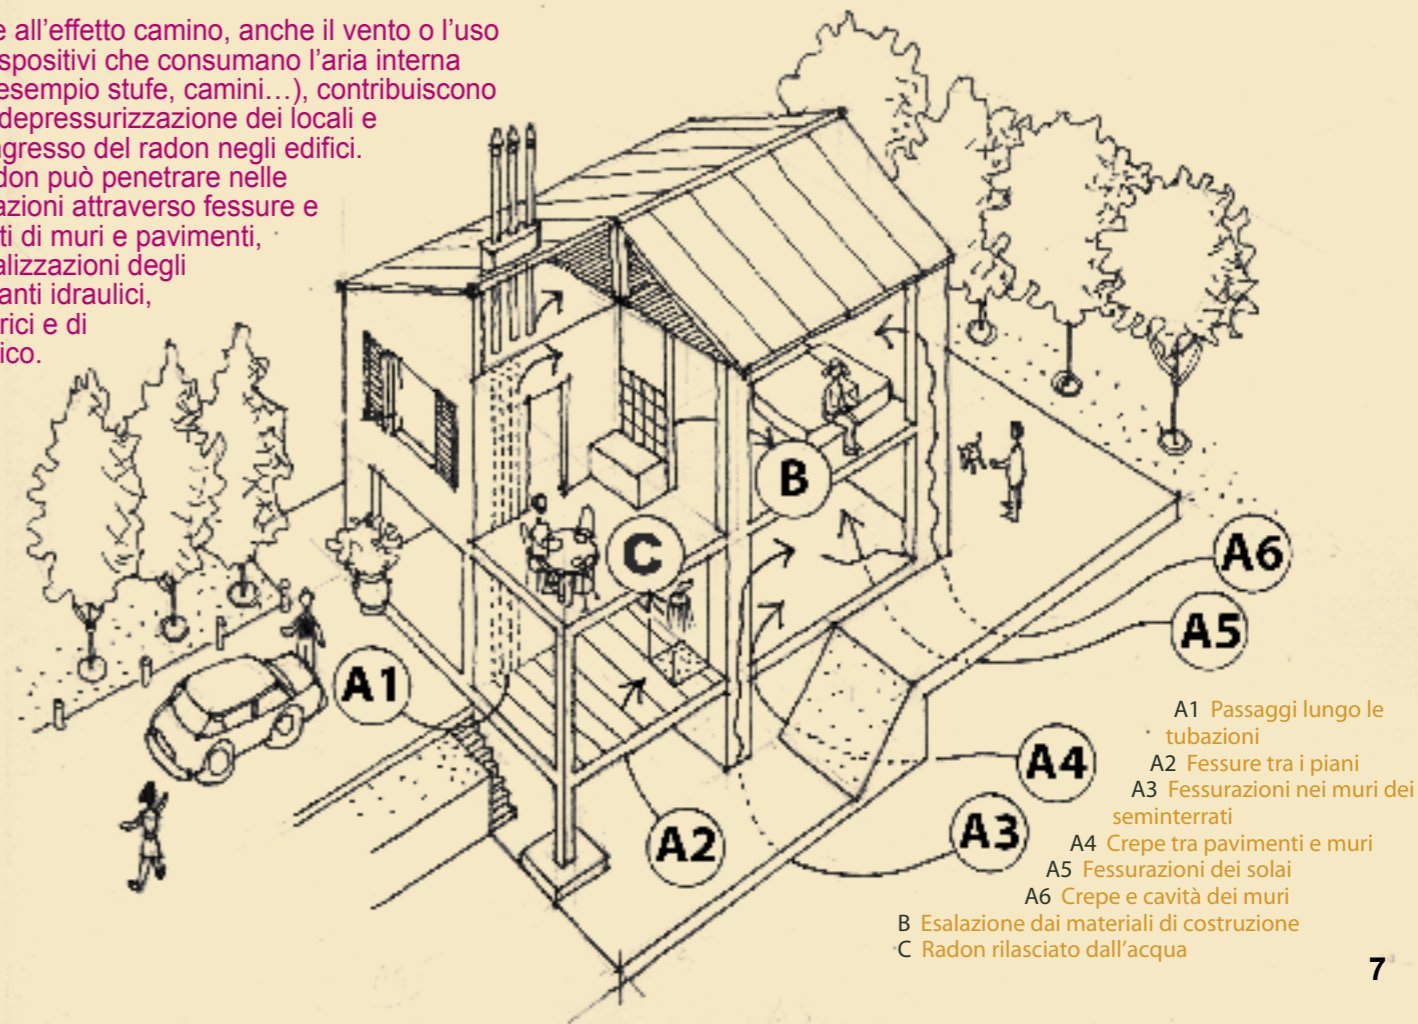 e all'effetto camino, anche il vento o l'uso
spositivi che consumano l'aria interna
esempio stufe, camini…), contribuiscono
depressurizzazione dei locali e
gresso del radon negli edifici.
don può penetrare nelle
azioni attraverso fessure e
ti di muri e pavimenti,
alizzazioni degli
anti idraulici,
rici e di
ico.
B
C
A6
A5
A1
A4
A3
A2
A1 Passaggi lungo le
tubazioni
A2 Fessure tra i piani
A3 Fessurazioni nei muri dei
seminterrati
A4 Crepe tra pavimenti e muri
A5 Fessurazioni dei solai
A6 Crepe e cavità dei muri
B Esalazione dai materiali di costruzione
C Radon rilasciato dall'acqua
7